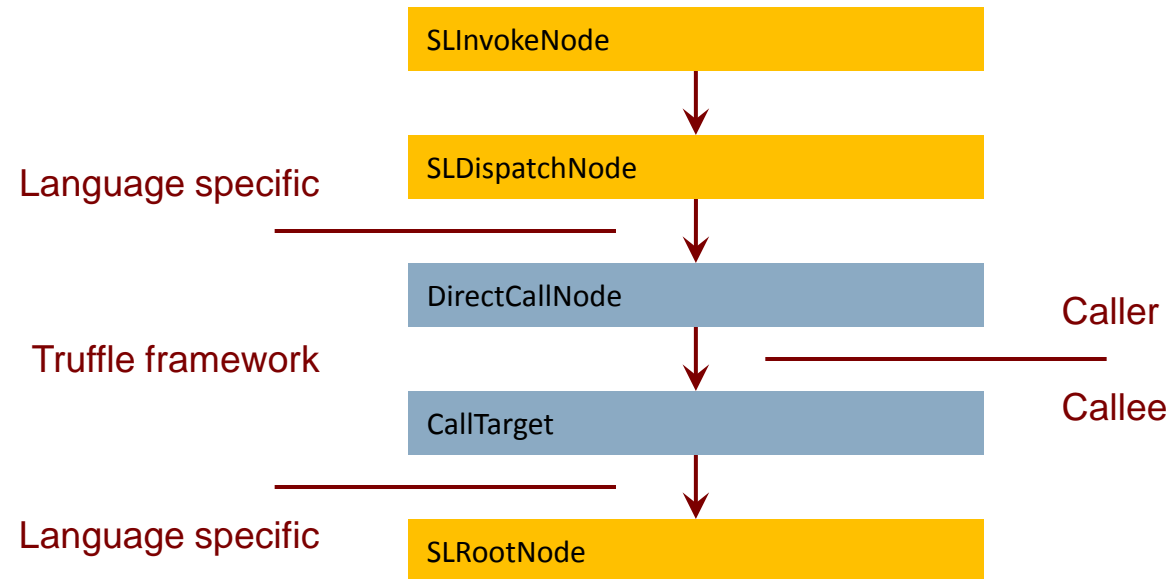 SLInvokeNode
SLDispatchNode
Language specific
DirectCallNode
Caller
Truffle framework
Callee
CallTarget
Language specific
SLRootNode